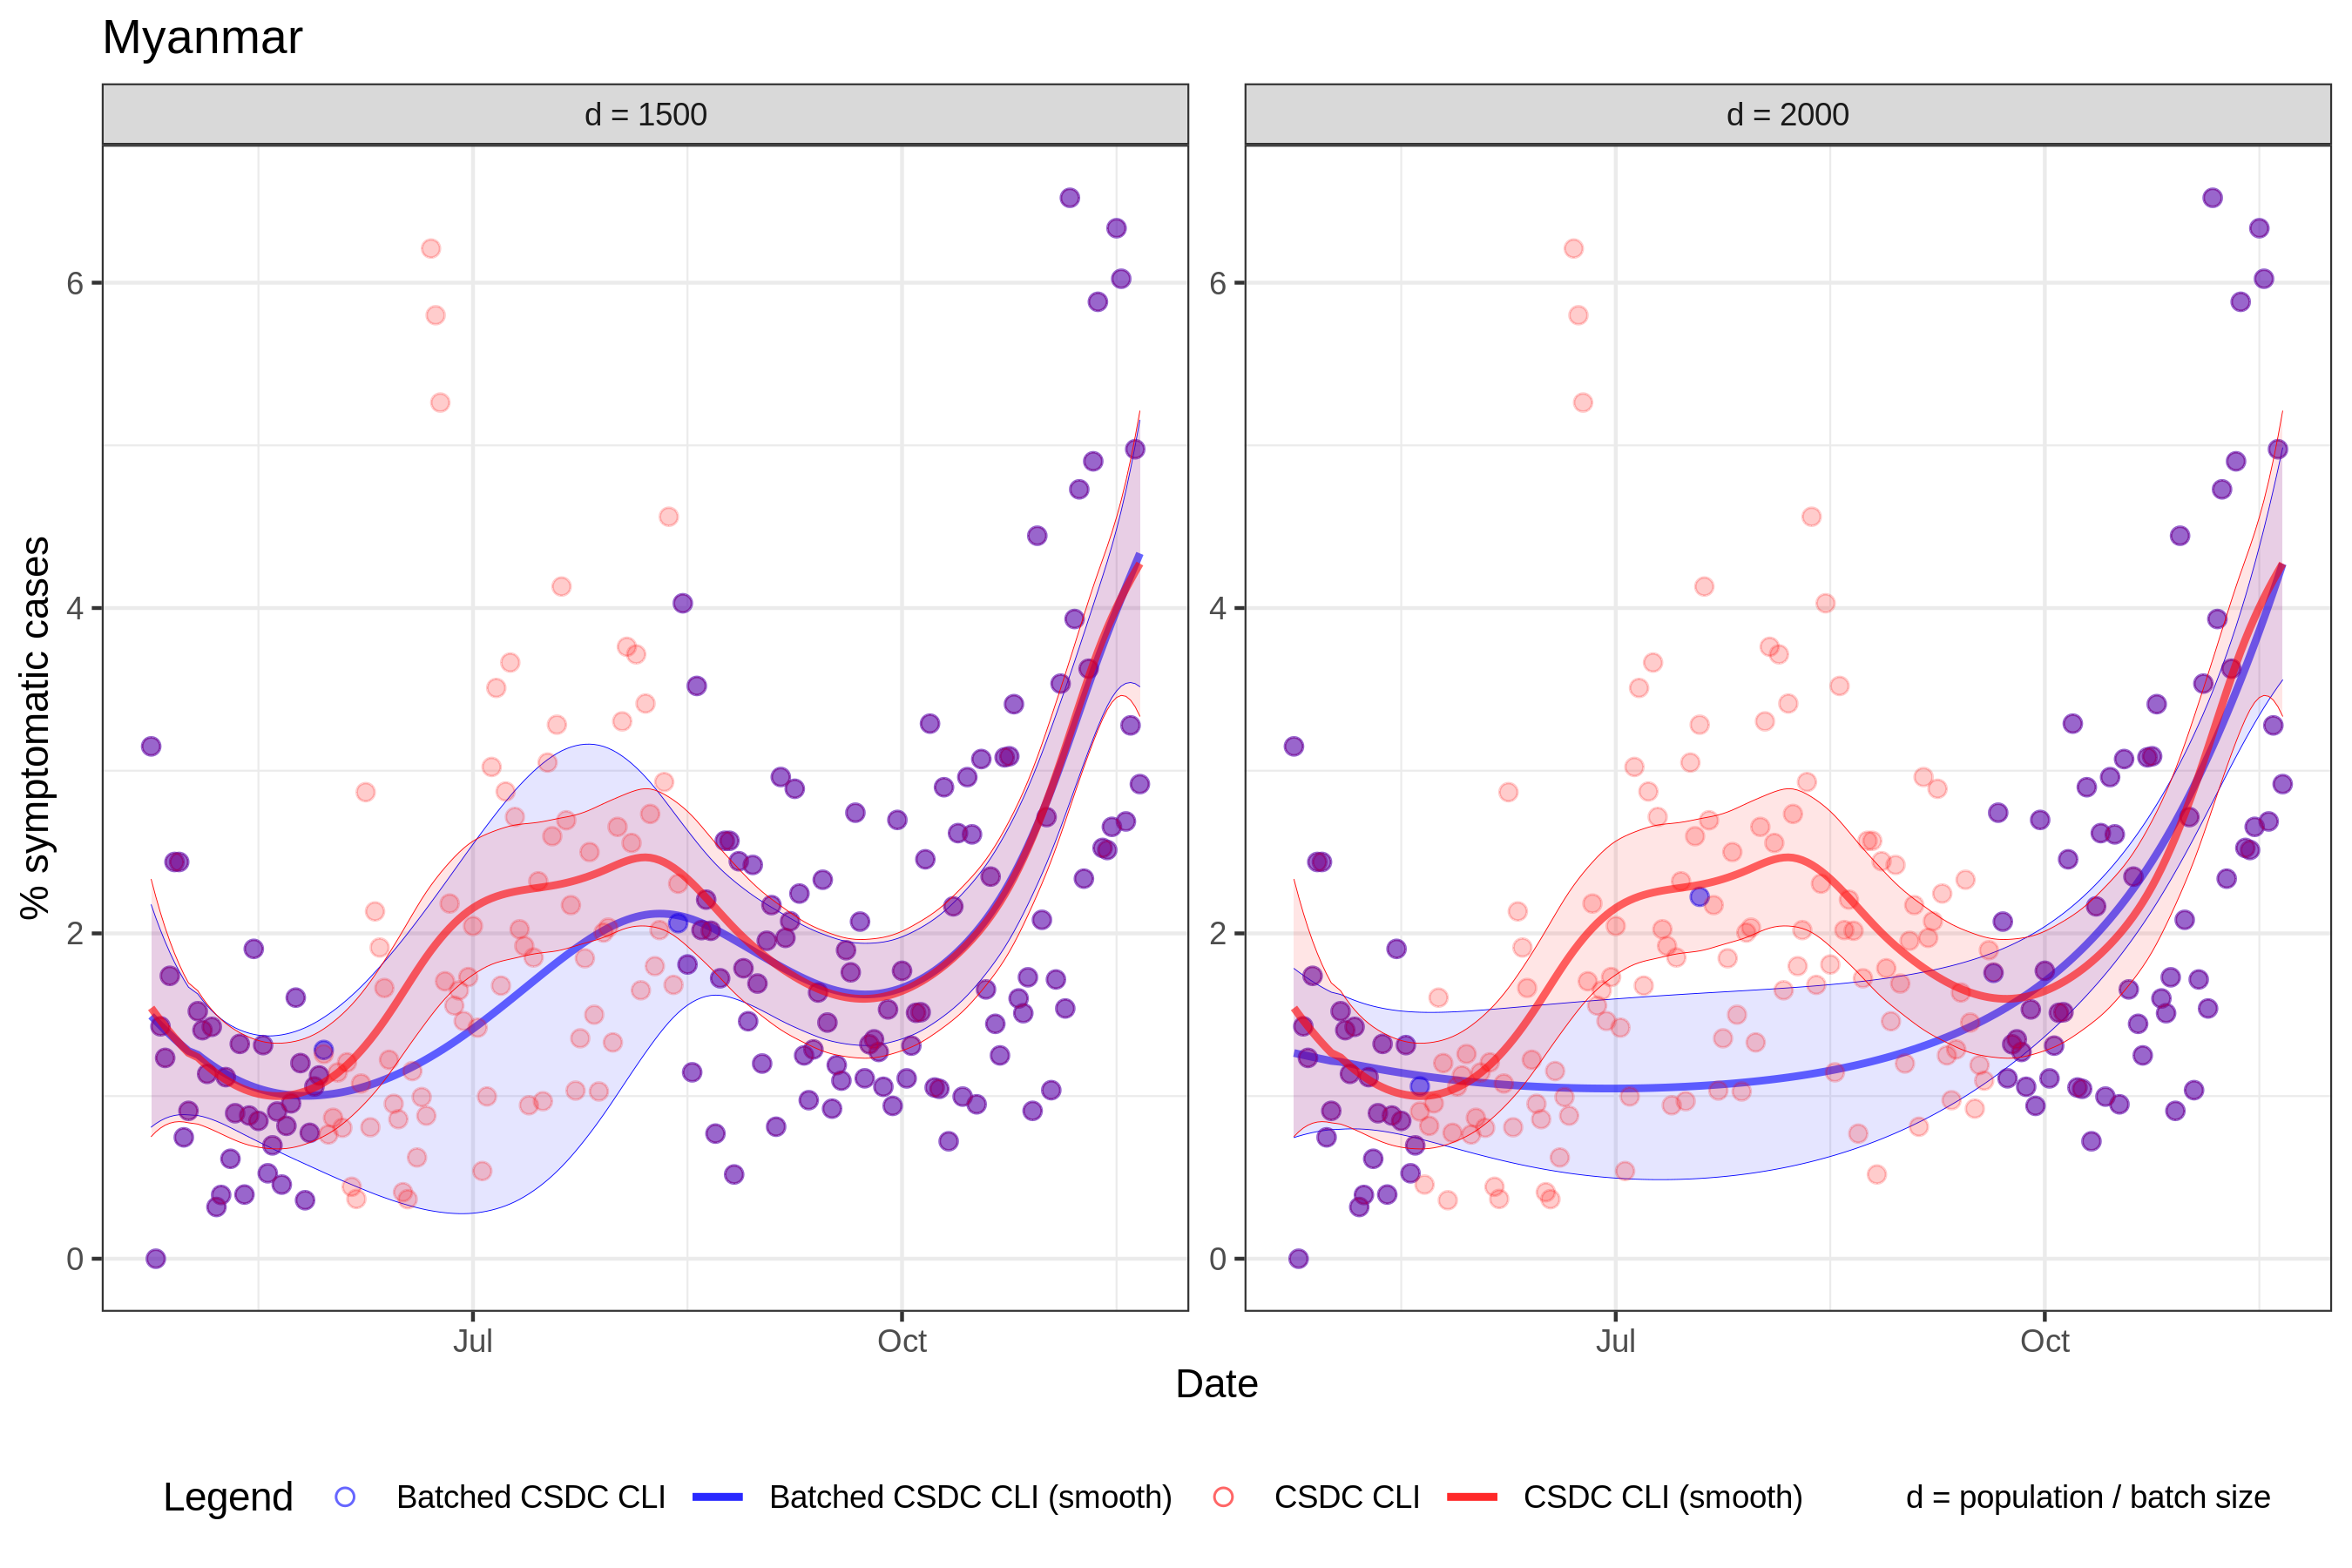 Myanmar
d = 1500
d = 2000
% symptomatic cases
6
4
2
0
6
4
2
0
Jul
Oct
Jul
Oct
Date
Legend
Batched CSDC CLI
Batched CSDC CLI (smooth)
CSDC CLI
CSDC CLI (smooth)
d = population / batch size